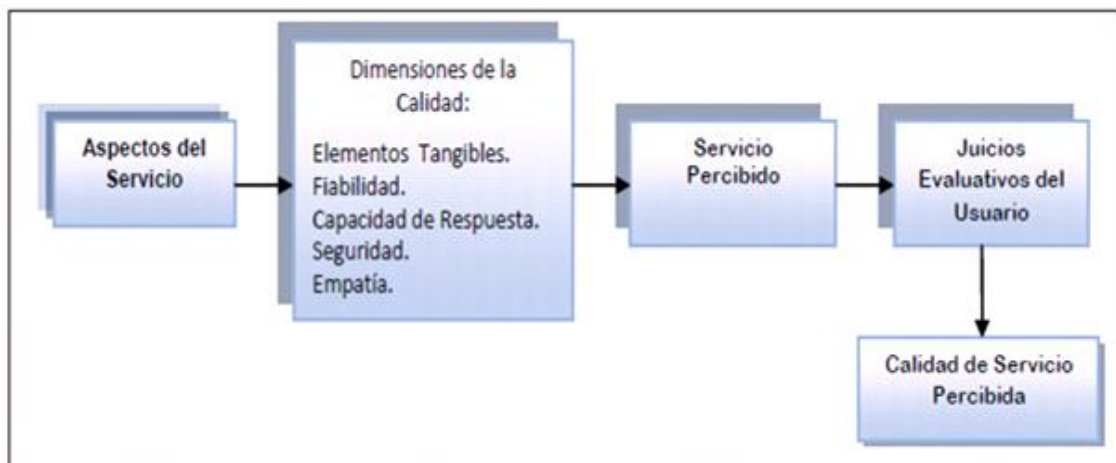 Aspectos del
Servicio
Dimensiones de la
Calidad:
Elementos Tangibles.
Fiabilidad.
Capacidad de Respuesta.
Seguridad.
Empatía.
Servicio
Percibido
Juicios
Evaluativos del
Usuario
Calidad de Servicio
Percibida